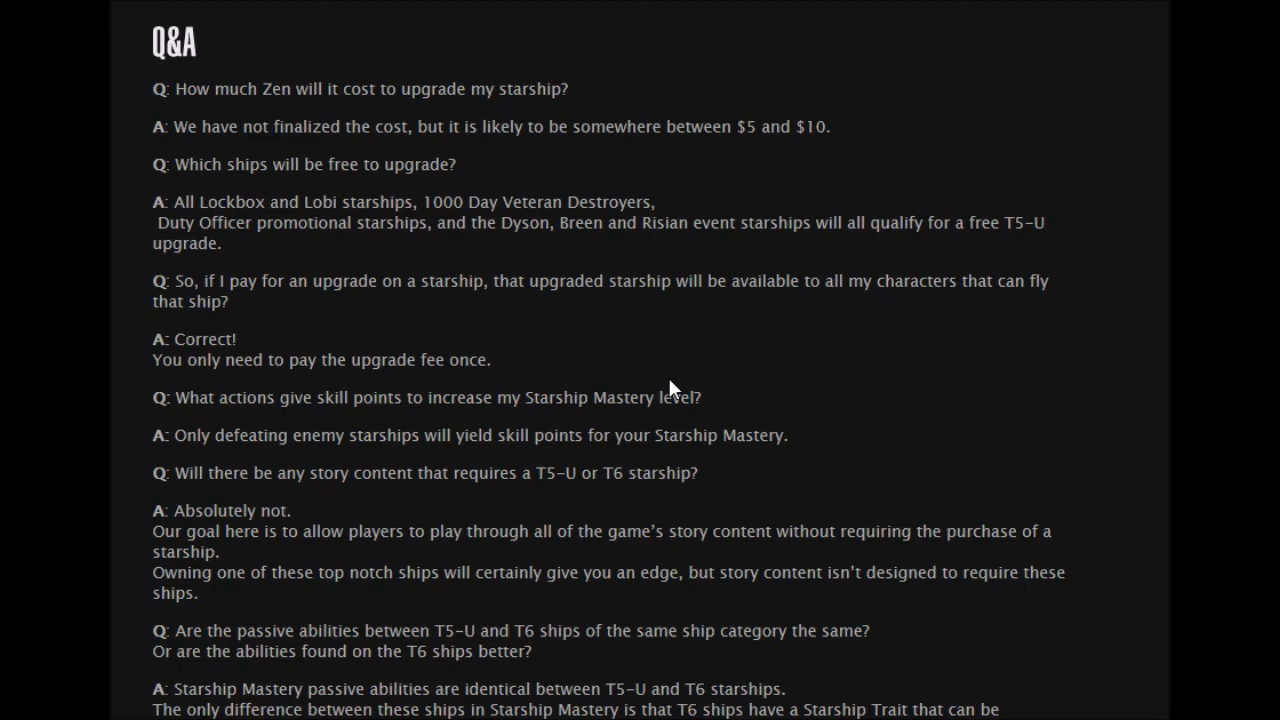 Q&A
Q: How much Zen will it cost to upgrade my starship?
A: We have not finalized the cost, but it is likely to be somewhere between $5 and $10.
Q: Which ships will be free to upgrade?
A: All Lockbox and Lobi starships, 1000 Day Veteran Destroyers,
Duty Officer promotional starships, and the Dyson, Breen and Risian event starships will all qualify for a free T5-U
upgrade.
Q: So, if I pay for an upgrade on a starship, that upgraded starship will be available to all my characters that can fly
that ship?
A: Correct!
You only need to pay the upgrade fee once.
Q: What actions give skill points to increase my Starship Mastery level?
A: Only defeating enemy starships will yield skill points for your Starship Mastery.
Q: Will there be any story content that requires a T5-U or T6 starship?
A: Absolutely not.
Our goal here is to allow players to play through all of the game's story content without requiring the purchase of a
starship.
Owning one of these top notch ships will certainly give you an edge, but story content isn't designed to require these
ships.
Q: Are the passive abilities between T5-U and T6 ships of the same ship category the same?
Or are the abilities found on the T6 ships better?
A: Starship Mastery passive abilities are identical between T5-U and T6 starships.
The only difference between these ships in Starship Mastery is that T6 ships have a Starship Trait that can be